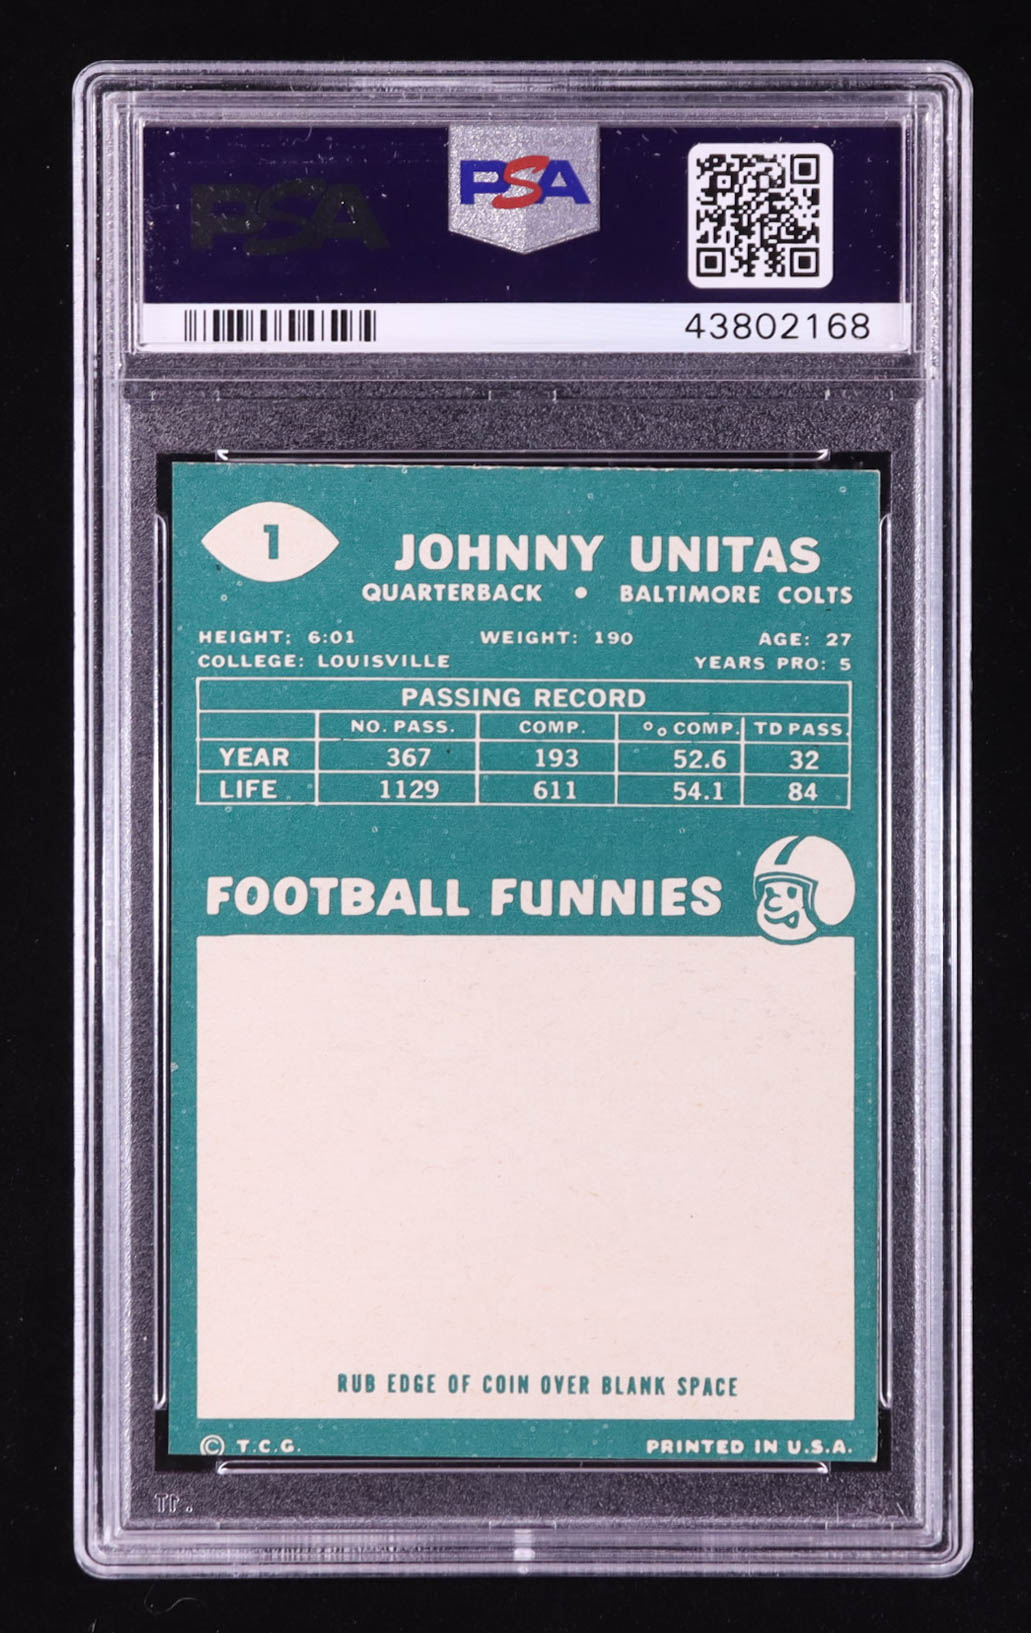 PSA
PSA
43802168
1
JOHNNY UNITAS
QUARTERBACK • BALTIMORE COLTS
HEIGHT: 6:01 WEIGHT: 190 AGE: 27
COLLEGE: LOUISVILLE YEARS PRO: 5
PASSING RECORD
NO. PASS. COMP. % COMP. TD PASS.
YEAR 367 193 52.6 32
LIFE 1129 611 54.1 84
FOOTBALL FUNNIES
RUB EDGE OF COIN OVER BLANK SPACE
© T.C.G. PRINTED IN U.S.A.